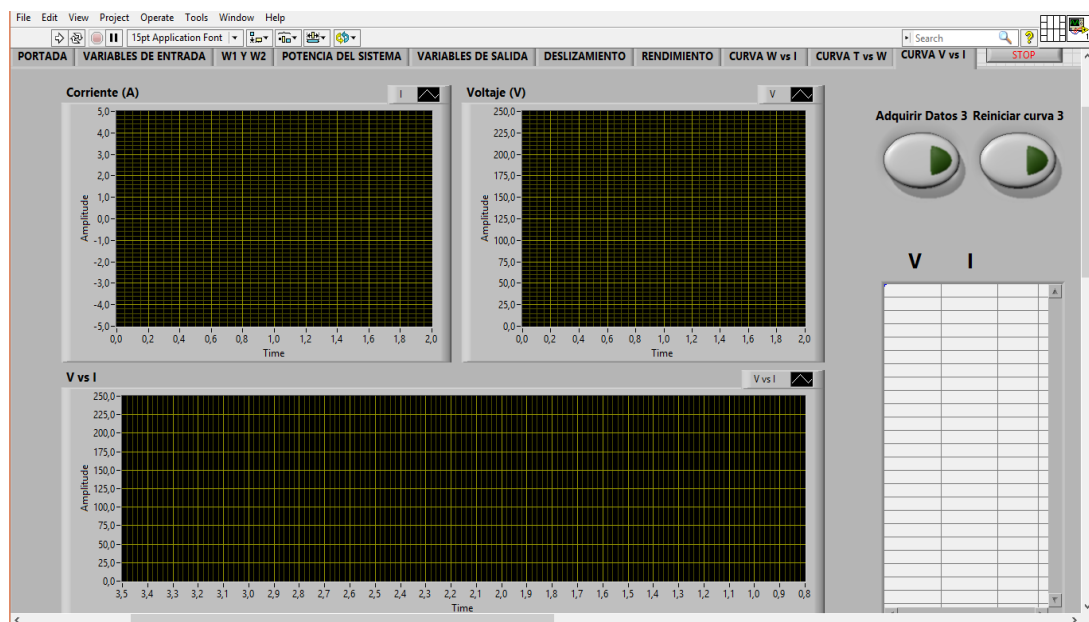 File Edit View Project Operate Tools Window Help
15pt Application Font
Search
PORTADA VARIABLES DE ENTRADA W1 Y W2 POTENCIA DEL SISTEMA VARIABLES DE SALIDA DESLIZAMIENTO RENDIMIENTO CURVA W vs I CURVA T vs W CURVA V vs I STOP
Corriente (A) I
5,0
4,0
3,0
2,0
1,0
0,0
-1,0
-2,0
-3,0
-4,0
-5,0
Amplitude
0,0 0,2 0,4 0,6 0,8 1,0 1,2 1,4 1,6 1,8 2,0
Time
Voltaje (V) V
250,0
225,0
200,0
175,0
150,0
125,0
100,0
75,0
50,0
25,0
0,0
Amplitude
0,0 0,2 0,4 0,6 0,8 1,0 1,2 1,4 1,6 1,8 2,0
Time
Adquirir Datos 3 Reiniciar curva 3
V I
V vs I V vs I
250,0
225,0
200,0
175,0
150,0
125,0
100,0
75,0
50,0
25,0
0,0
Amplitude
3,5 3,4 3,3 3,2 3,1 3,0 2,9 2,8 2,7 2,6 2,5 2,4 2,3 2,2 2,1 2,0 1,9 1,8 1,7 1,6 1,5 1,4 1,3 1,2 1,1 1,0 0,9 0,8
Time